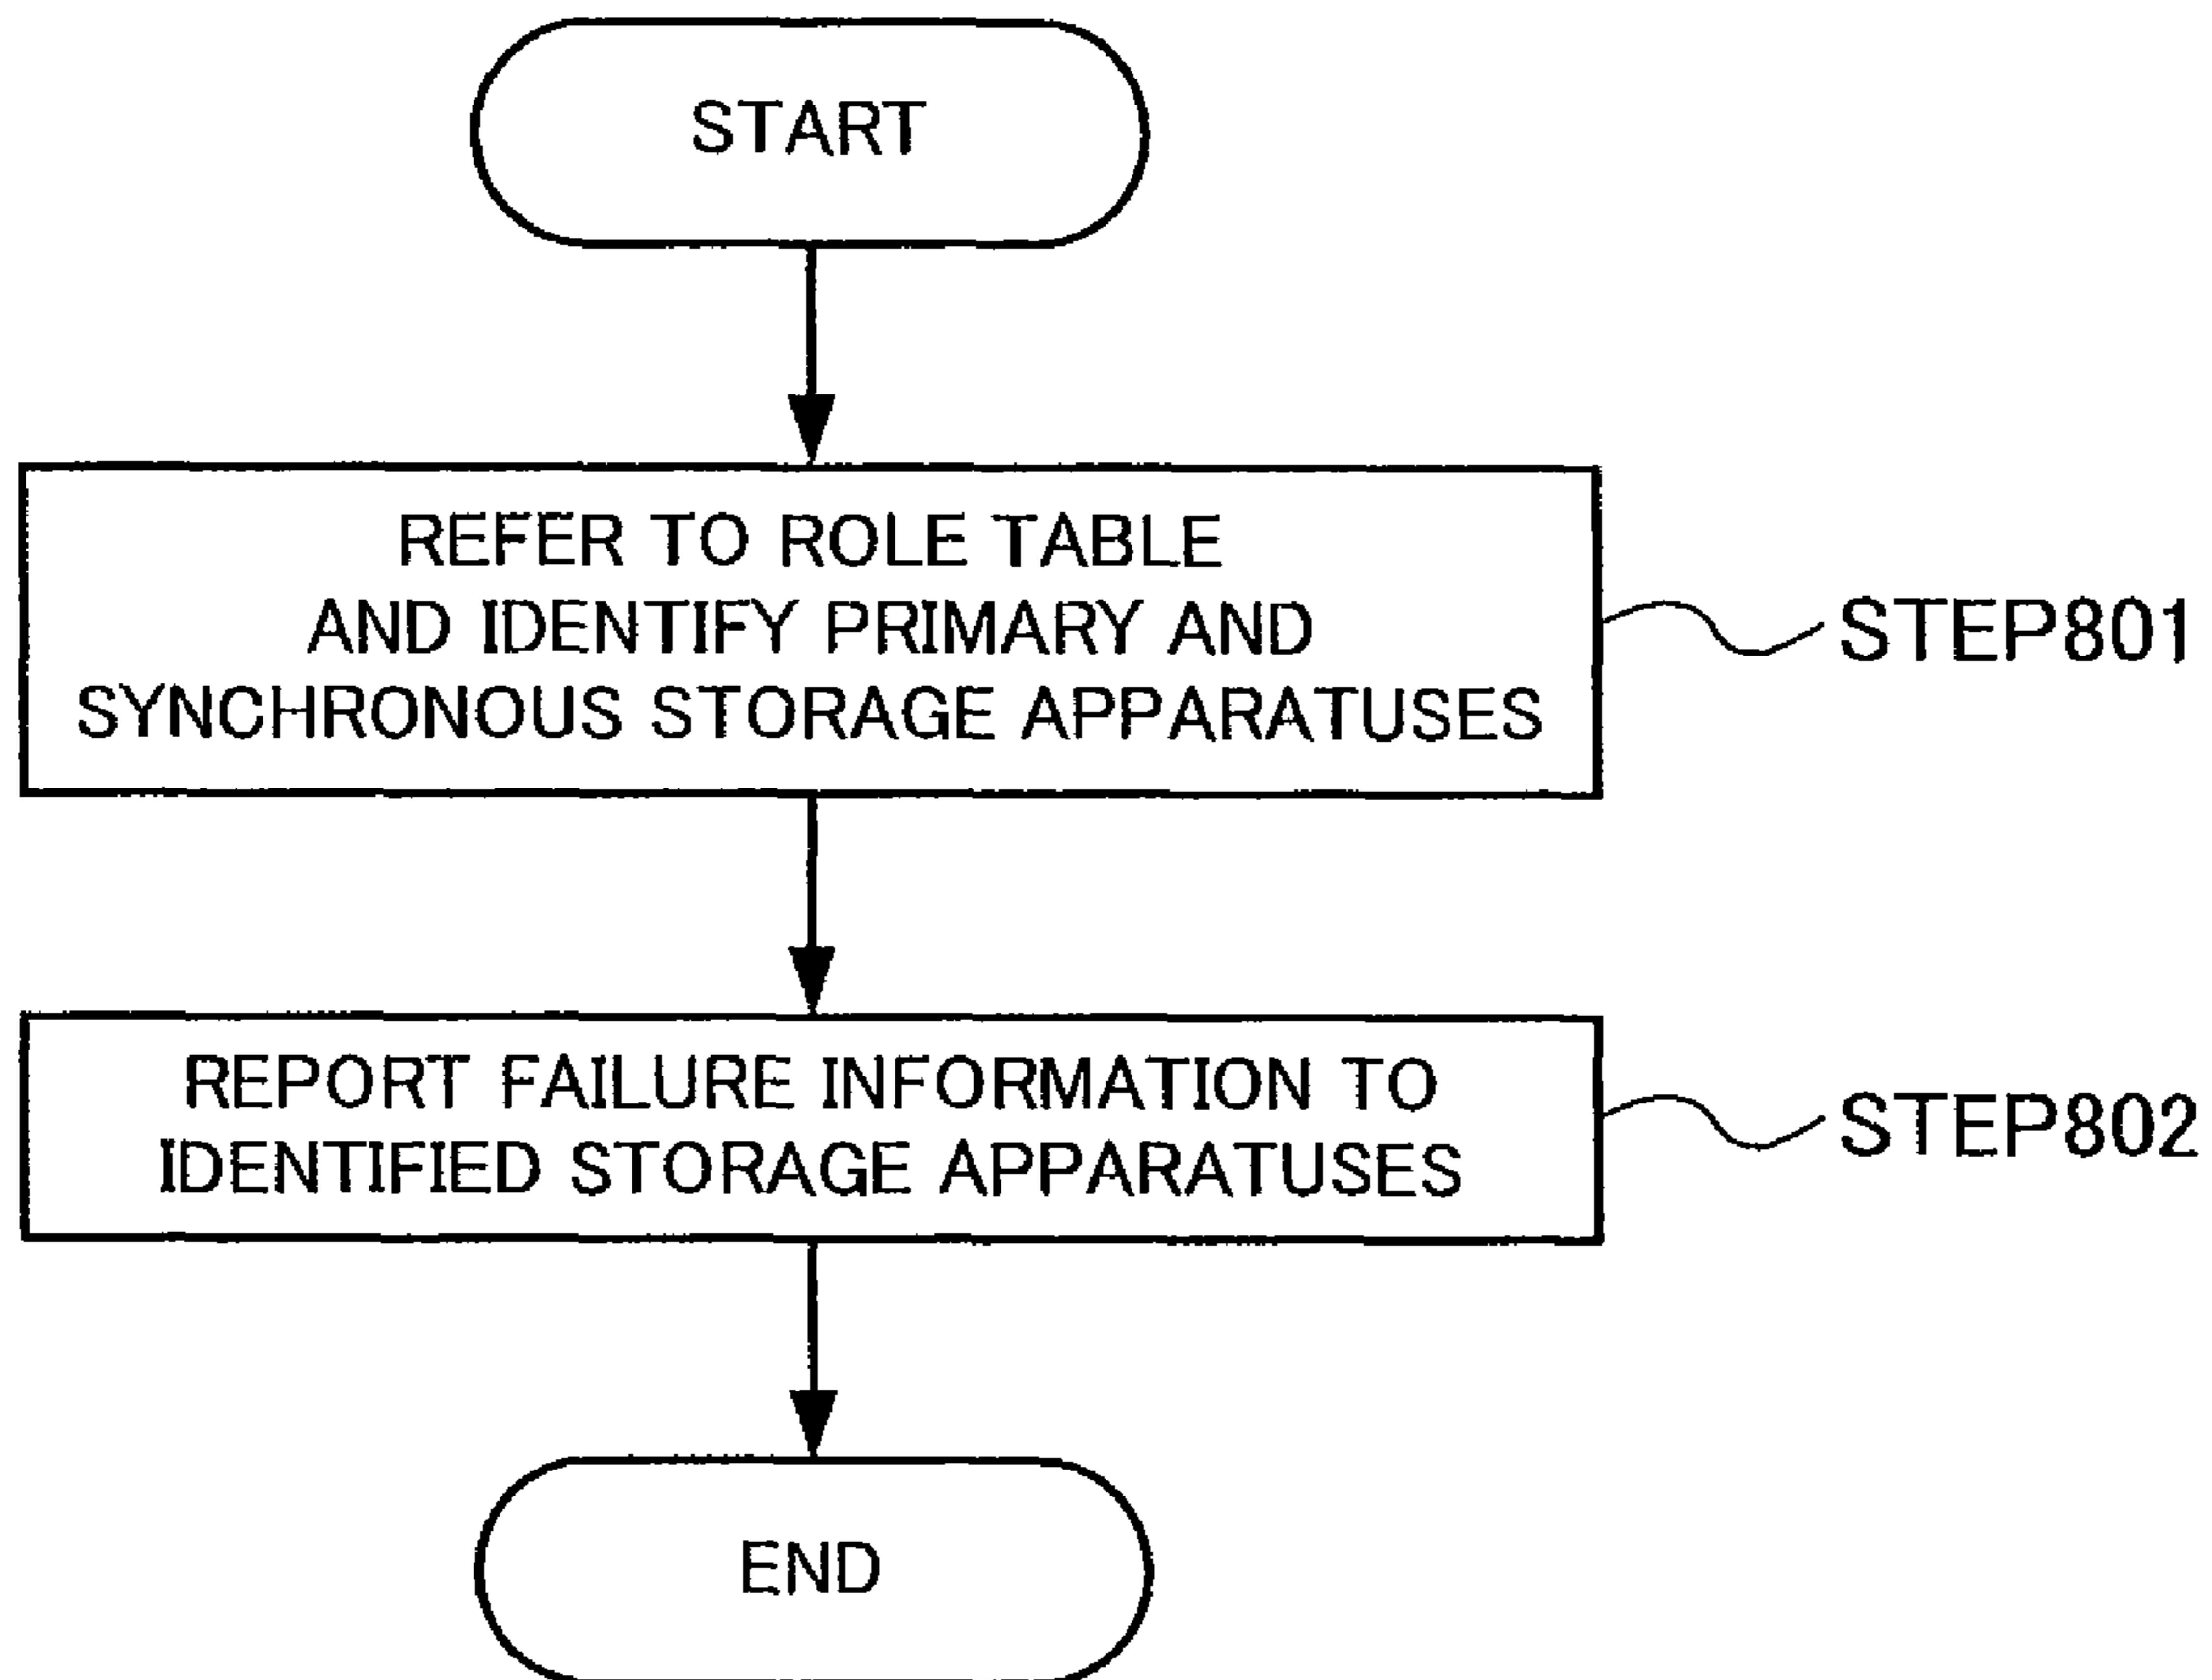 START
REFER TO ROLE TABLE
AND IDENTIFY PRIMARY AND
SYNCHRONOUS STORAGE APPARATUSES
STEP801
REPORT FAILURE INFORMATION TO
IDENTIFIED STORAGE APPARATUSES
STEP802
END